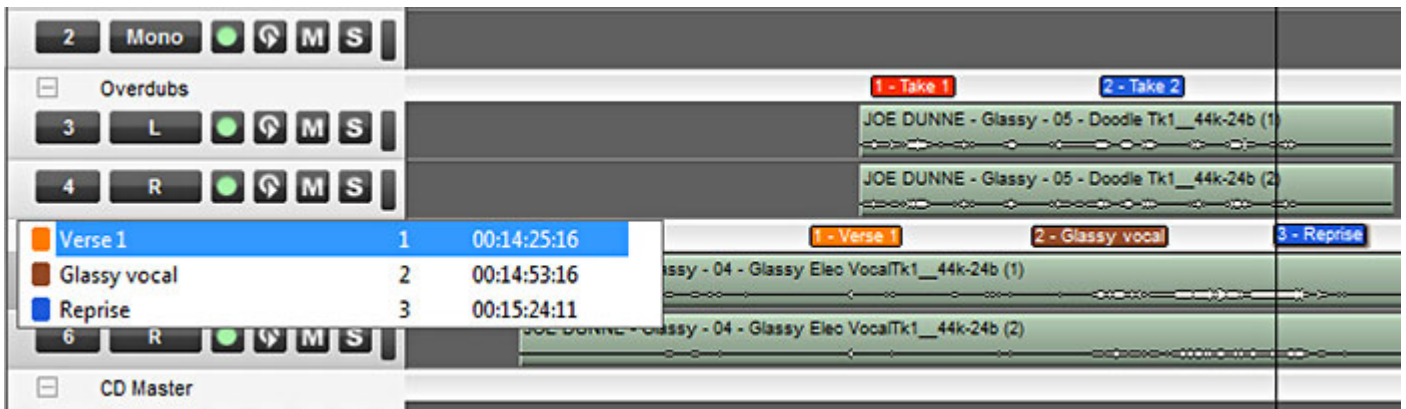 2 Mono M S
Overdubs 1 - Take 1 2 - Take 2
3 L M S JOE DUNNE - Glassy - 05 - Doodle Tk1__44k-24b (1)
4 R M S JOE DUNNE - Glassy - 05 - Doodle Tk1__44k-24b (2)
Verse 1 1 00:14:25:16 1 - Verse 1 2 - Glassy vocal 3 - Reprise
Glassy vocal 2 00:14:53:16 assy - 04 - Glassy Elec VocalTk1__44k-24b (1)
Reprise 3 00:15:24:11
6 R M S JOE DUNNE - Glassy - 04 - Glassy Elec VocalTk1__44k-24b (2)
CD Master